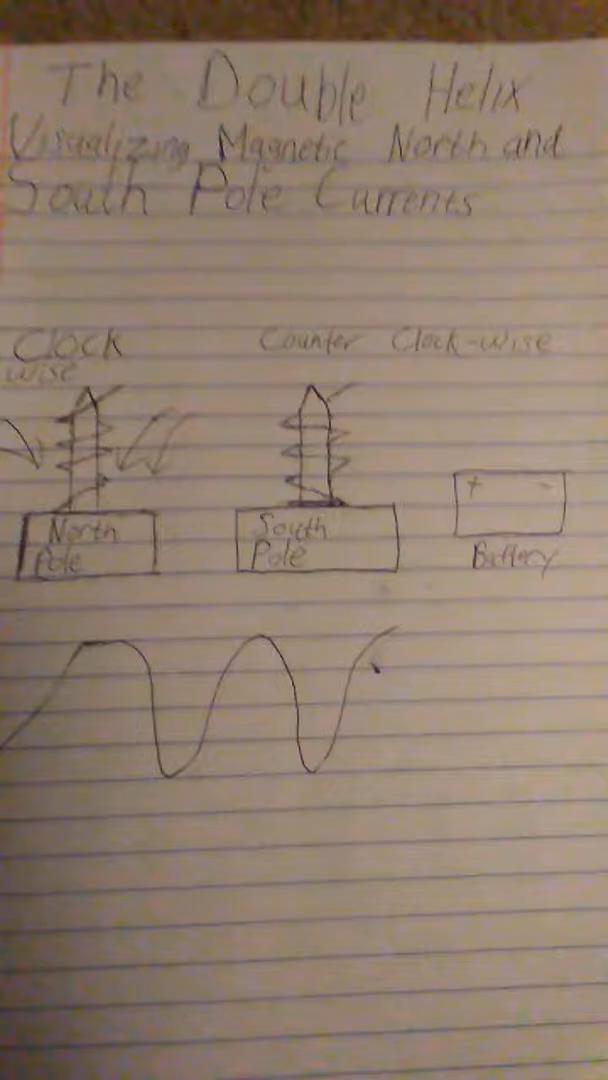 The Double Helix
Visualizing Magnetic North and
South Pole Currents
Clock
wise
Counter Clock-wise
North
Pole
South
Pole
+ -
Battery